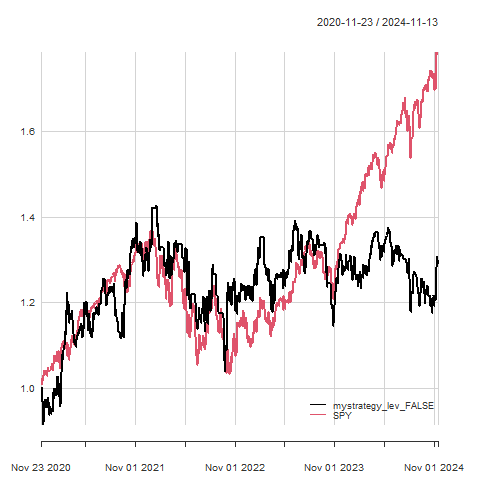 2020-11-23 / 2024-11-13
1.6
1.4
1.2
1.0
mystrategy_lev_FALSE
SPY
Nov 23 2020
Nov 01 2021
Nov 01 2022
Nov 01 2023
Nov 01 2024